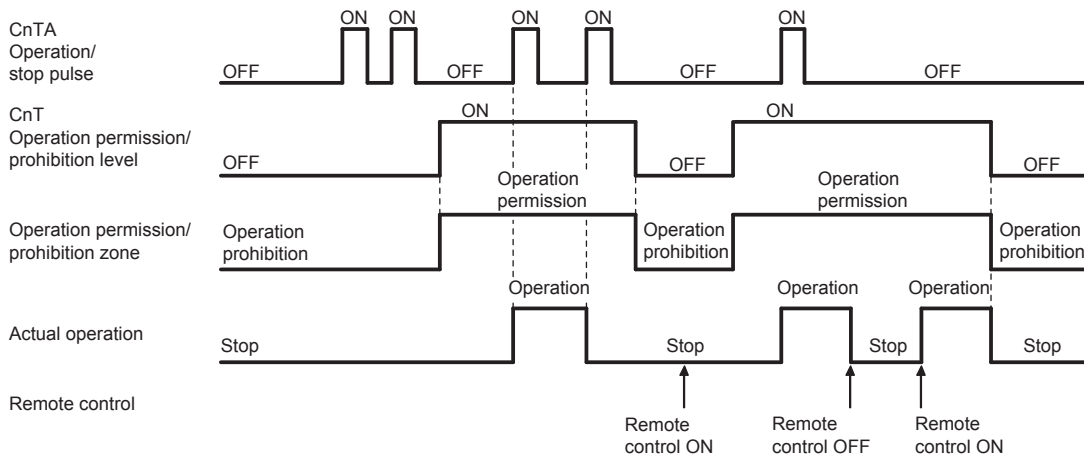 ON ON ON ON ON
CnTA
Operation/
stop pulse
OFF OFF OFF OFF
CnT
Operation permission/
prohibition level
ON ON
OFF OFF OFF
Operation permission/
prohibition zone
Operation
permission
Operation
permission
Operation
prohibition
Operation
prohibition
Operation
prohibition
Operation Operation Operation
Actual operation
Stop Stop Stop Stop
Remote control
Remote
control ON
Remote
control OFF
Remote
control ON